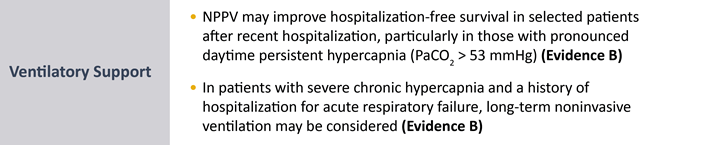 Ventilatory Support
• NPPV may improve hospitalization-free survival in selected patients
after recent hospitalization, particularly in those with pronounced
daytime persistent hypercapnia (PaCO₂ > 53 mmHg) (Evidence B)
• In patients with severe chronic hypercapnia and a history of
hospitalization for acute respiratory failure, long-term noninvasive
ventilation may be considered (Evidence B)